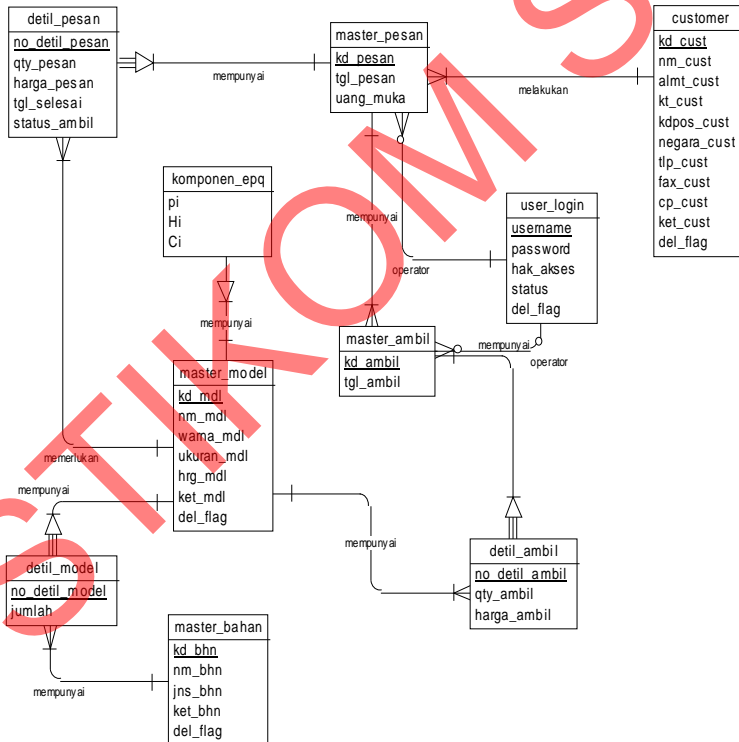 detil_pesan
no_detil_pesan
qty_pesan
harga_pesan
tgl_selesai
status_ambil
mempunyai
master_pesan
kd_pesan
tgl_pesan
uang_muka
melakukan
customer
kd_cust
nm_cust
almt_cust
kt_cust
kdpos_cust
negara_cust
tlp_cust
fax_cust
cp_cust
ket_cust
del_flag
komponen_epq
pi
Hi
Ci
mempunyai
mempunyai
operator
user_login
username
password
hak_akses
status
del_flag
mempunyai
operator
master_ambil
kd_ambil
tgl_ambil
master_model
kd_mdl
nm_mdl
warna_mdl
ukuran_mdl
hrg_mdl
ket_mdl
del_flag
memerlukan
mempunyai
mempunyai
detil_model
no_detil_model
jumlah
mempunyai
master_bahan
kd_bhn
nm_bhn
jns_bhn
ket_bhn
del_flag
detil_ambil
no_detil_ambil
qty_ambil
harga_ambil
STIKOM S